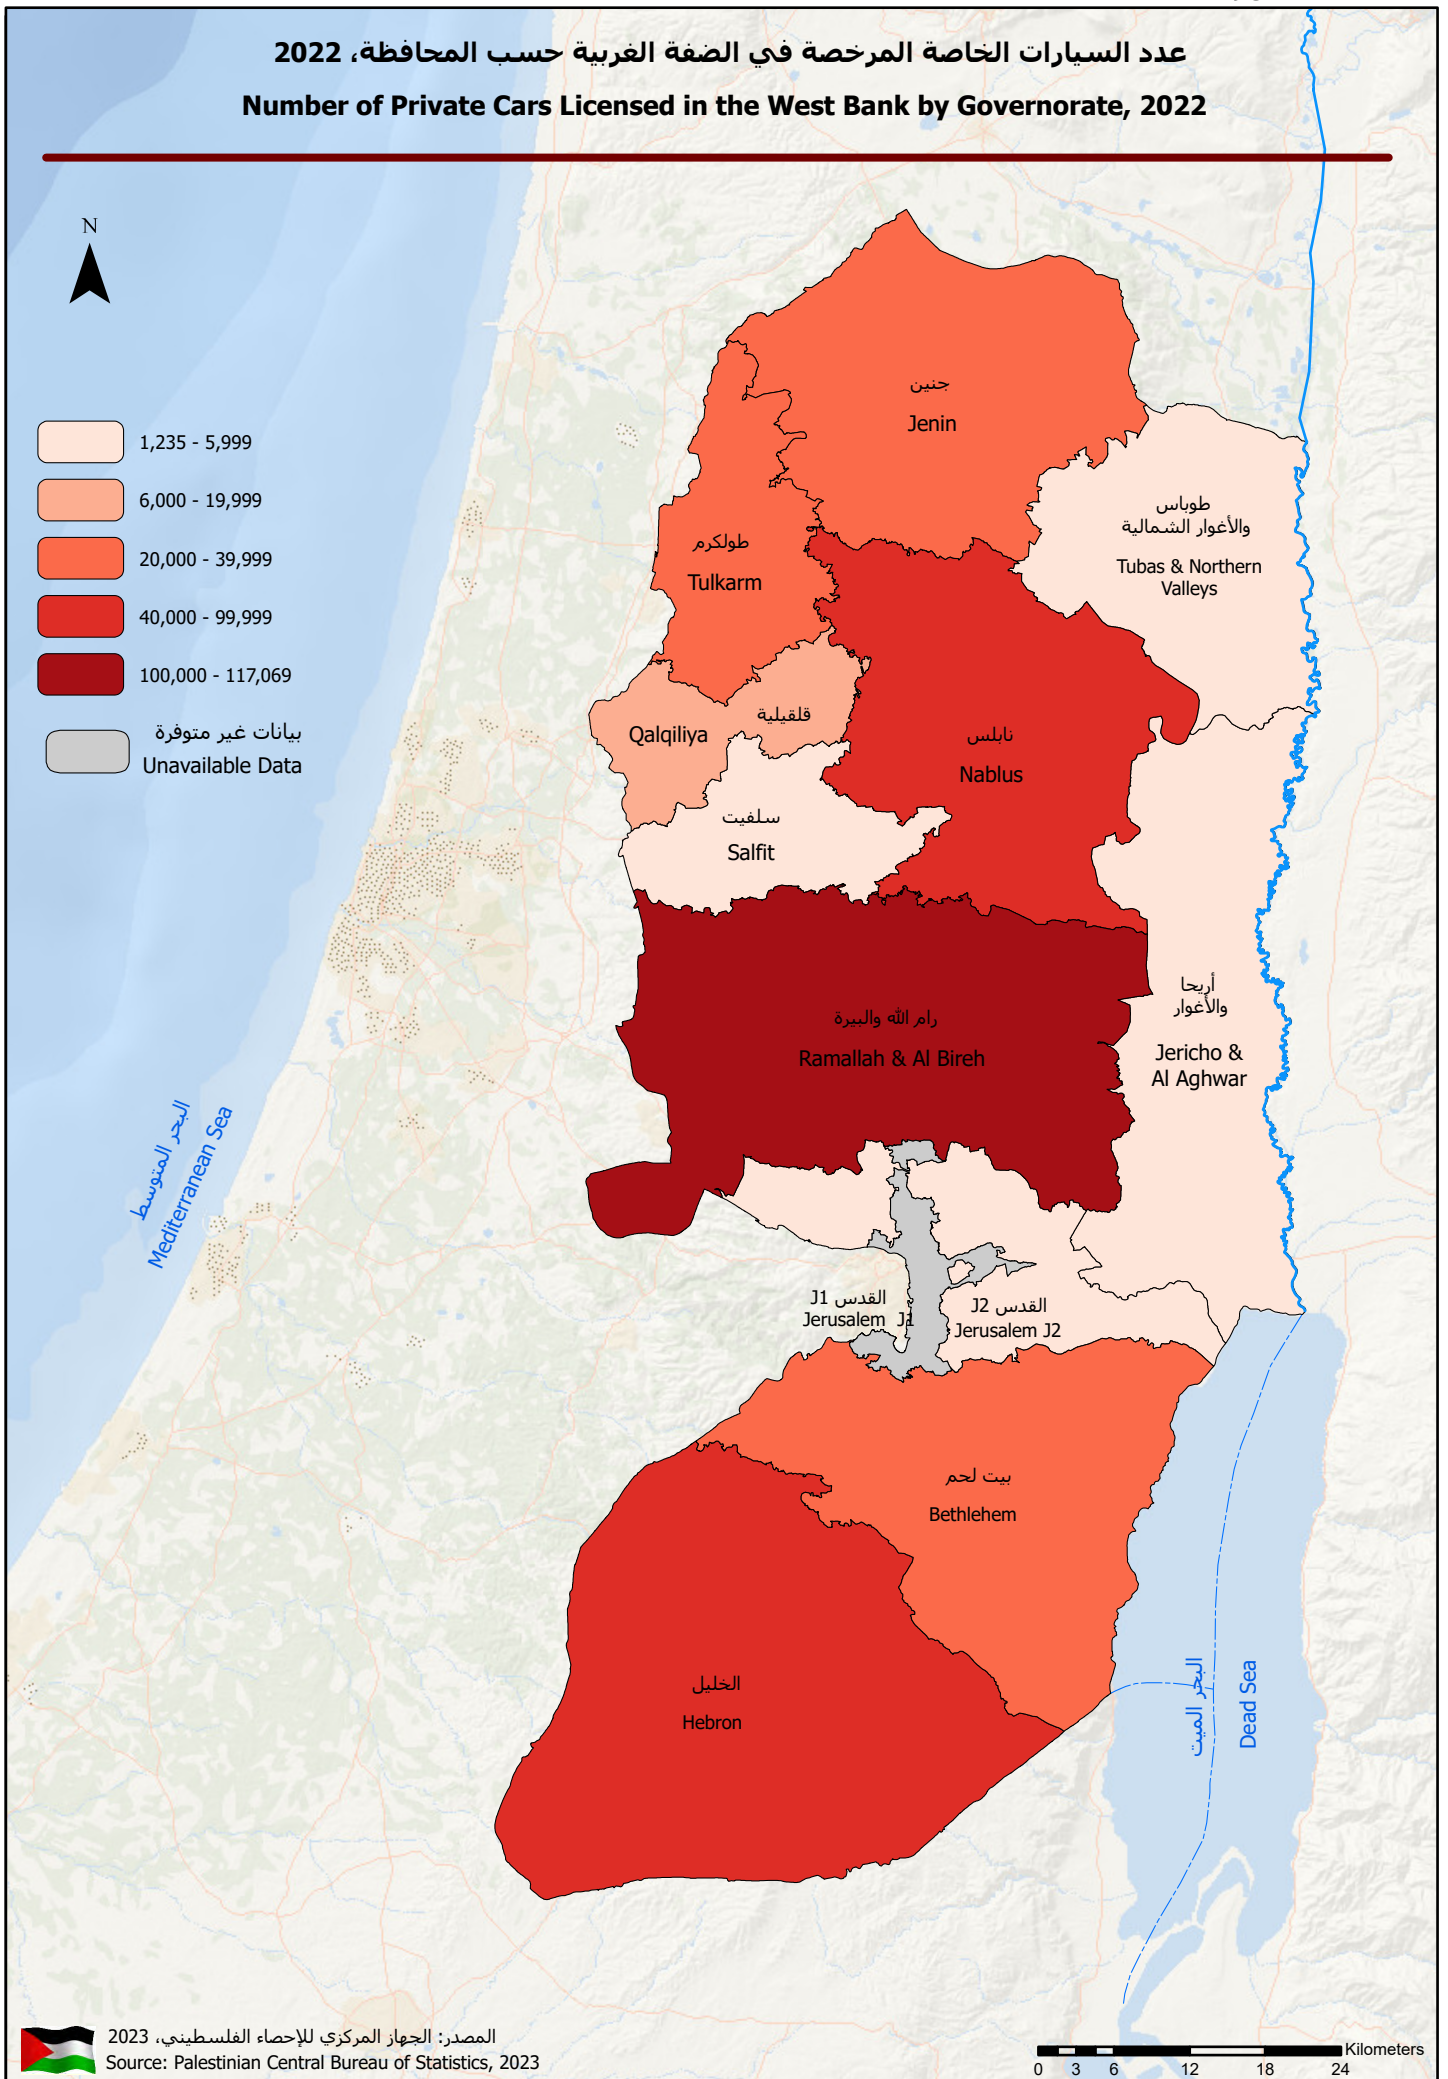 عدد السيارات الخاصة المرخصة في الضفة الغربية حسب المحافظة، 2022
Number of Private Cars Licensed in the West Bank by Governorate, 2022
N
1,235 - 5,999
6,000 - 19,999
20,000 - 39,999
40,000 - 99,999
100,000 - 117,069
بيانات غير متوفرة
Unavailable Data
جنين
Jenin
طوباس
والأغوار الشمالية
Tubas & Northern
Valleys
طولكرم
Tulkarm
قلقيلية
Qalqiliya
نابلس
Nablus
سلفيت
Salfit
أريحا
والأغوار
Jericho &
Al Aghwar
رام الله والبيرة
Ramallah & Al Bireh
البحر المتوسط
Mediterranean Sea
القدس J1
Jerusalem J1
القدس J2
Jerusalem J2
بيت لحم
Bethlehem
الخليل
Hebron
البحر الميت
Dead Sea
المصدر: الجهاز المركزي للإحصاء الفلسطيني، 2023
Source: Palestinian Central Bureau of Statistics, 2023
Kilometers
0 3 6 12 18 24